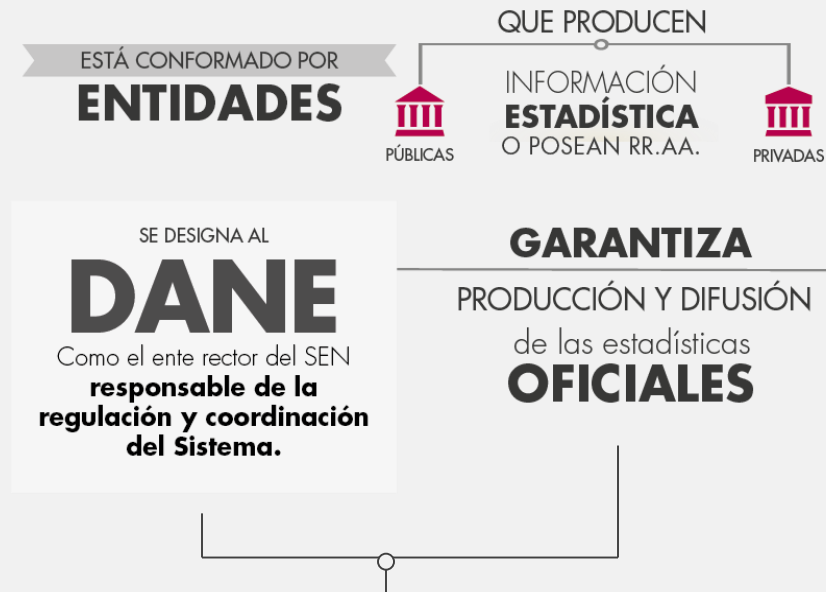 ESTÁ CONFORMADO POR
ENTIDADES
QUE PRODUCEN
PÚBLICAS
INFORMACIÓN
ESTADÍSTICA
O POSEAN RR.AA.
PRIVADAS
SE DESIGNA AL
DANE
Como el ente rector del SEN
responsable de la
regulación y coordinación
del Sistema.
GARANTIZA
PRODUCCIÓN Y DIFUSIÓN
de las estadísticas
OFICIALES